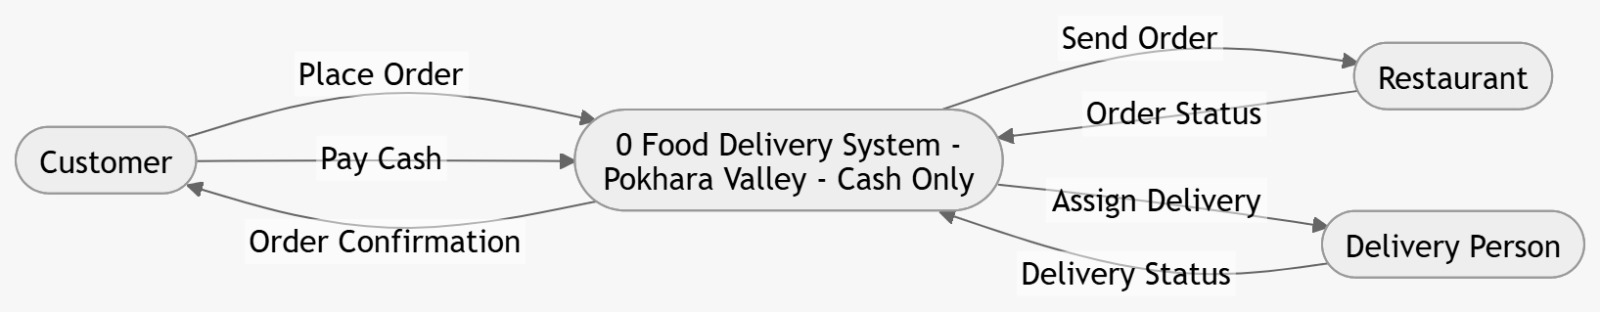 Place Order
Customer
Pay Cash
Order Confirmation
0 Food Delivery System -
Pokhara Valley - Cash Only
Send Order
Restaurant
Order Status
Assign Delivery
Delivery Person
Delivery Status